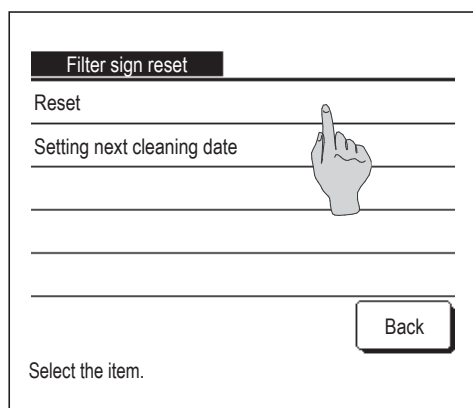 Filter sign reset
Reset
Setting next cleaning date
Back
Select the item.